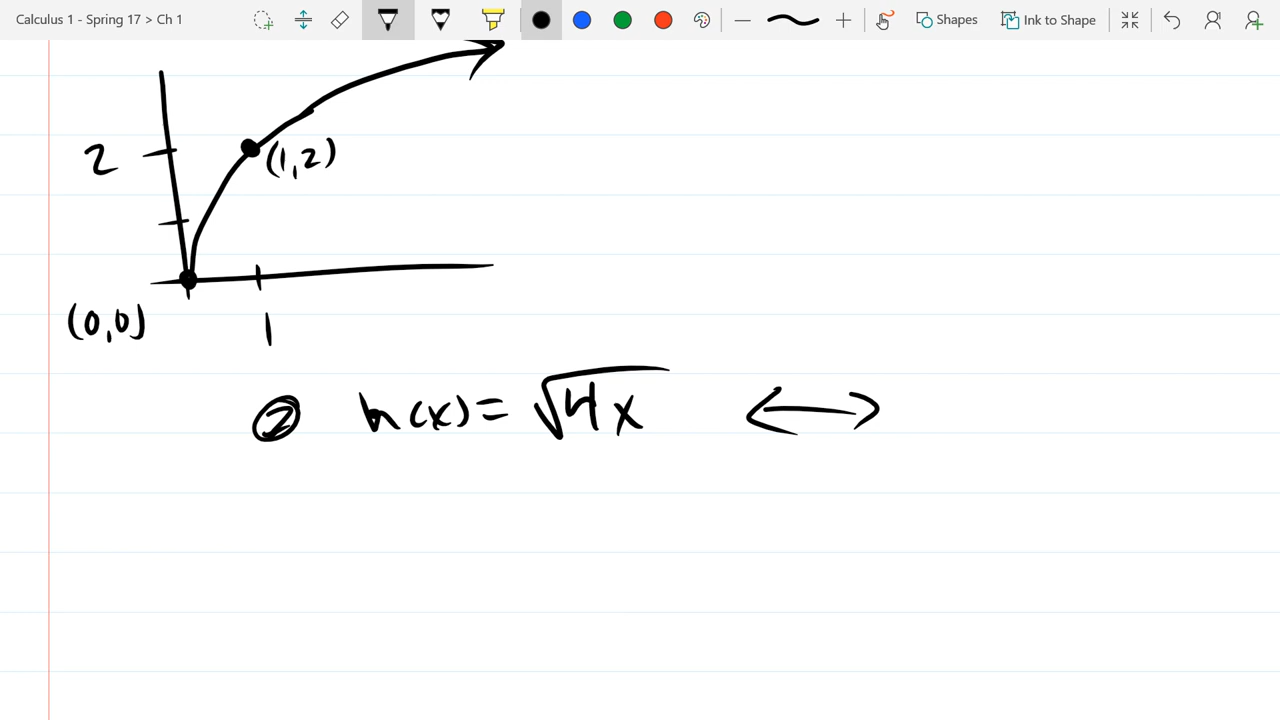 Calculus 1 - Spring 17 > Ch 1
Shapes
Ink to Shape
2
(1,2)
(0,0)
1
② h(x) = √4x ⟷